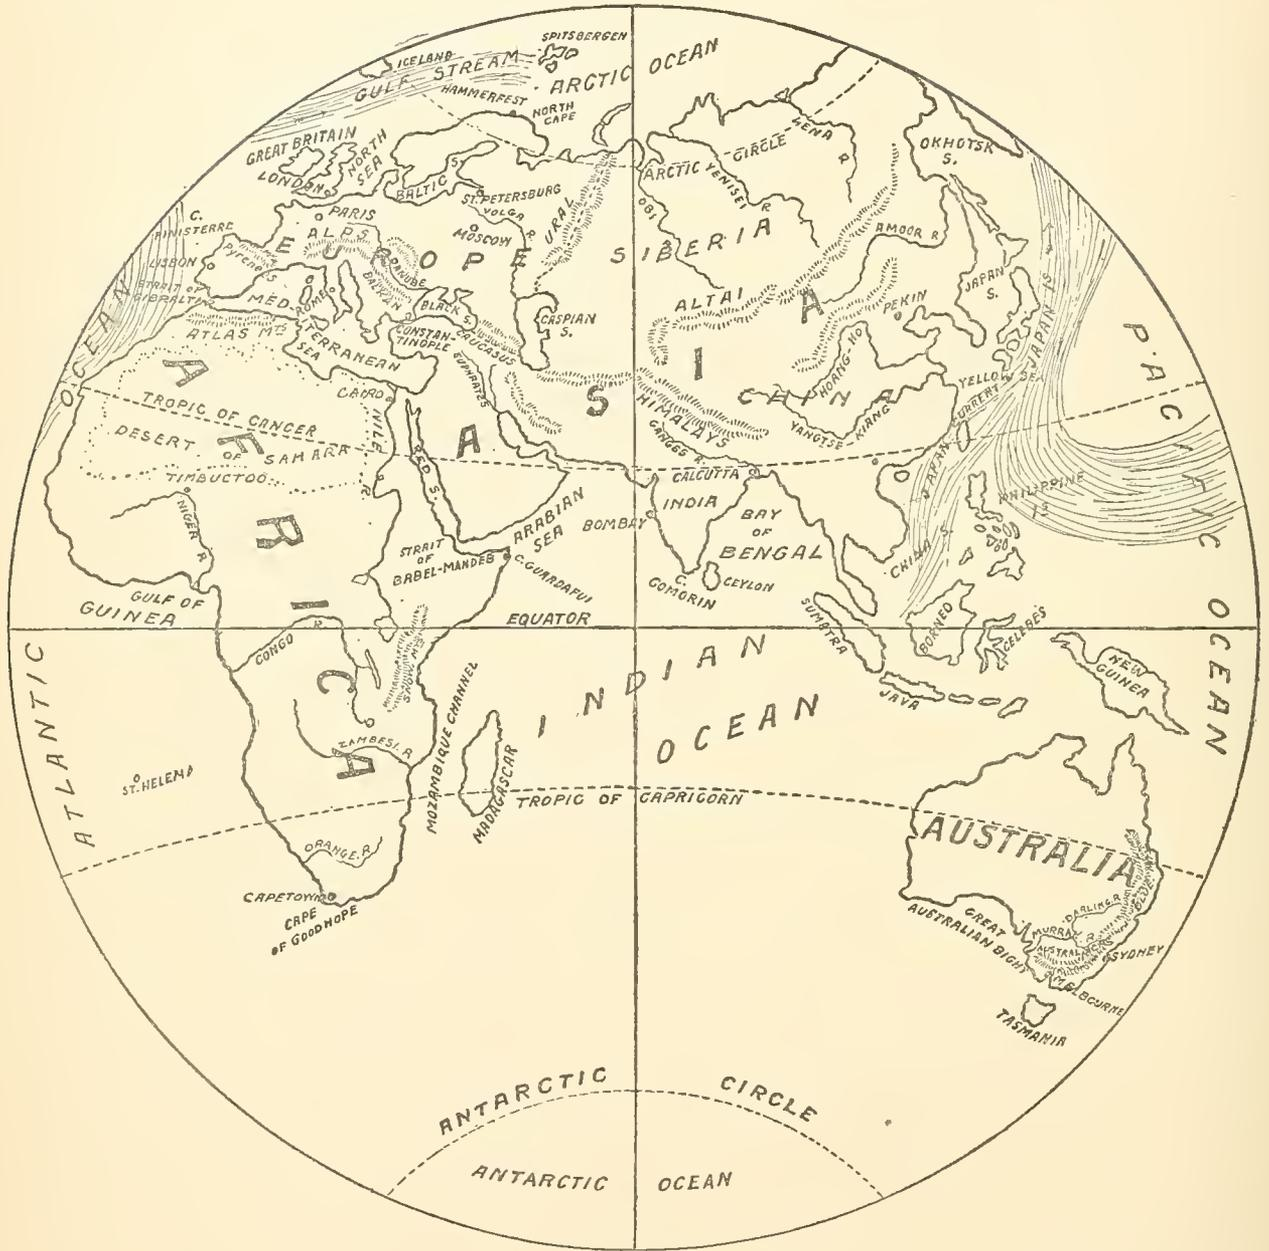 SPITSBERGEN
ICELAND
GULF STREAM
ARCTIC OCEAN
HAMMERFEST
NORTH
CAPE
GREAT BRITAIN
NORTH
SEA
LONDON
BALTIC S.
ST. PETERSBURG
VOLGA R
MOSCOW
URAL
ARCTIC CIRCLE
OBI R
YENISEI R
LENA R
OKHOTSK
S.
SIBERIA
AMOOR R
C.
FINISTERRE
PARIS
ALPS
EUROPE
LISBON
PYRENEES
STRAIT OF
GIBRALTAR
DANUBE
BALKAN
ROME
BLACK S.
CONSTAN-
TINOPLE
CAUCASUS
CASPIAN
S.
MEDITERRANEAN
SEA
ATLAS MTS
EUPHRATES
ALTAI
PEKIN
JAPAN
S.
JAPAN IS
HOANG-HO
YELLOW SEA
ASIA
CHINA
HIMALAYS
YANGTSE KIANG
JAPAN CURRENT
PACIFIC OCEAN
OCEAN
AFRICA
TROPIC OF CANCER
CAIRO
NILE R.
DESERT OF SAHARA
TIMBUCTOO
NIGER R
RED S.
GANGES R.
CALCUTTA
INDIA
BOMBAY
BAY
OF
BENGAL
ARABIAN
SEA
STRAIT
OF
BABEL-MANDEB
C. GUARDAFUI
C.
COMORIN
CEYLON
CHINA S
PHILIPPINE
IS
GULF OF
GUINEA
EQUATOR
SUMATRA
BORNEO
CELEBES
NEW
GUINEA
JAVA
CONGO R
SNOW MTS
INDIAN
OCEAN
ATLANTIC
ST. HELENA
ZAMBESI. R
MOZAMBIQUE CHANNEL
MADAGASCAR
TROPIC OF CAPRICORN
ORANGE. R
CAPETOWN
CAPE
OF GOOD HOPE
AUSTRALIA
GREAT
AUSTRALIAN BIGHT
DARLING. R
MURRAY R
BLUE
SYDNEY
MELBOURNE
TASMANIA
ANTARCTIC CIRCLE
ANTARCTIC OCEAN